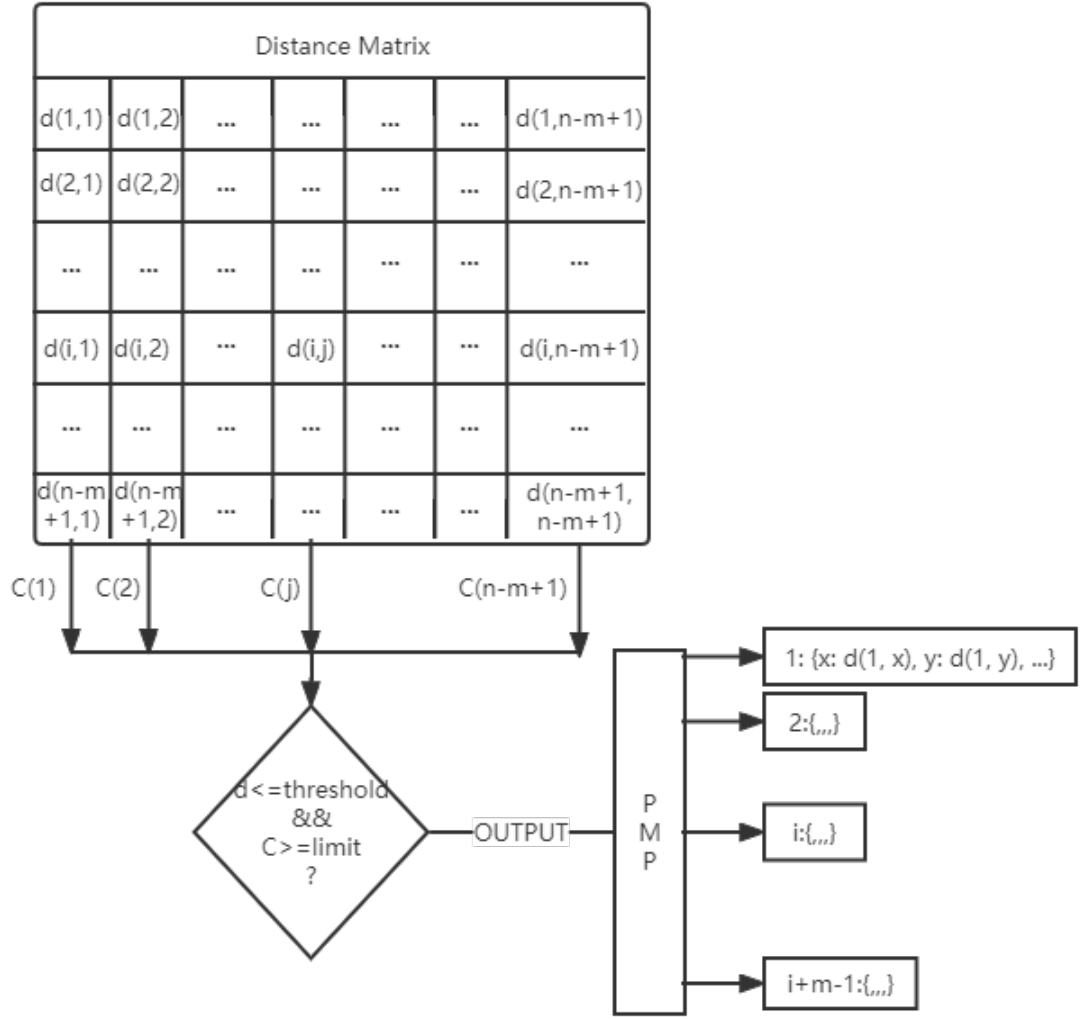 Distance Matrix
d(1,1) d(1,2) ... ... ... ... d(1,n-m+1)
d(2,1) d(2,2) ... ... ... ... d(2,n-m+1)
... ... ... ... ... ... ...
d(i,1) d(i,2) ... d(i,j) ... ... d(i,n-m+1)
... ... ... ... ... ... ...
d(n-m
+1,1)
d(n-m
+1,2)
... ... ... ...
d(n-m+1,
n-m+1)
C(1) C(2) C(j) C(n-m+1)
d<=threshold
&&
C>=limit
?
OUTPUT
P
M
P
1: {x: d(1, x), y: d(1, y), ...}
2:{,,,}
i:{,,,}
i+m-1:{,,,}